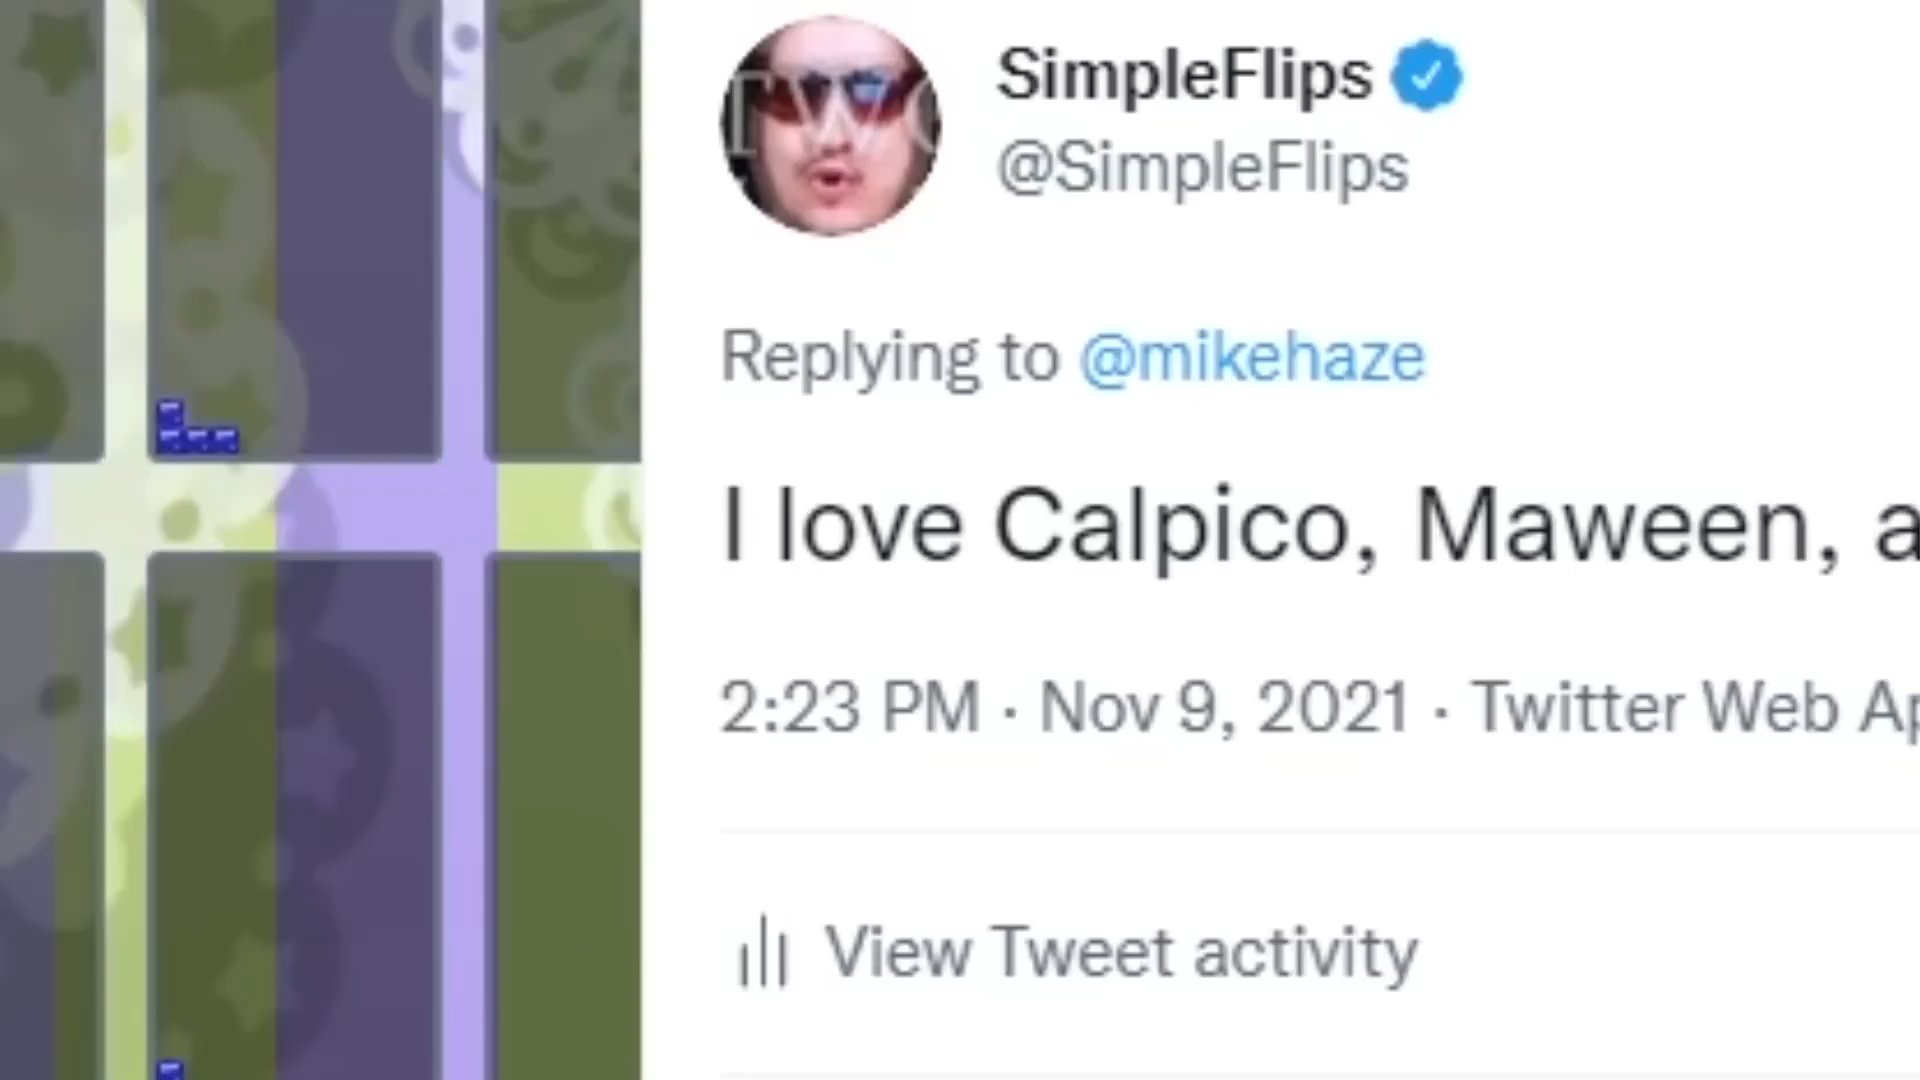 SimpleFlips
@SimpleFlips
Replying to @mikehaze
I love Calpico, Maween, a
2:23 PM · Nov 9, 2021 · Twitter Web Ap
View Tweet activity